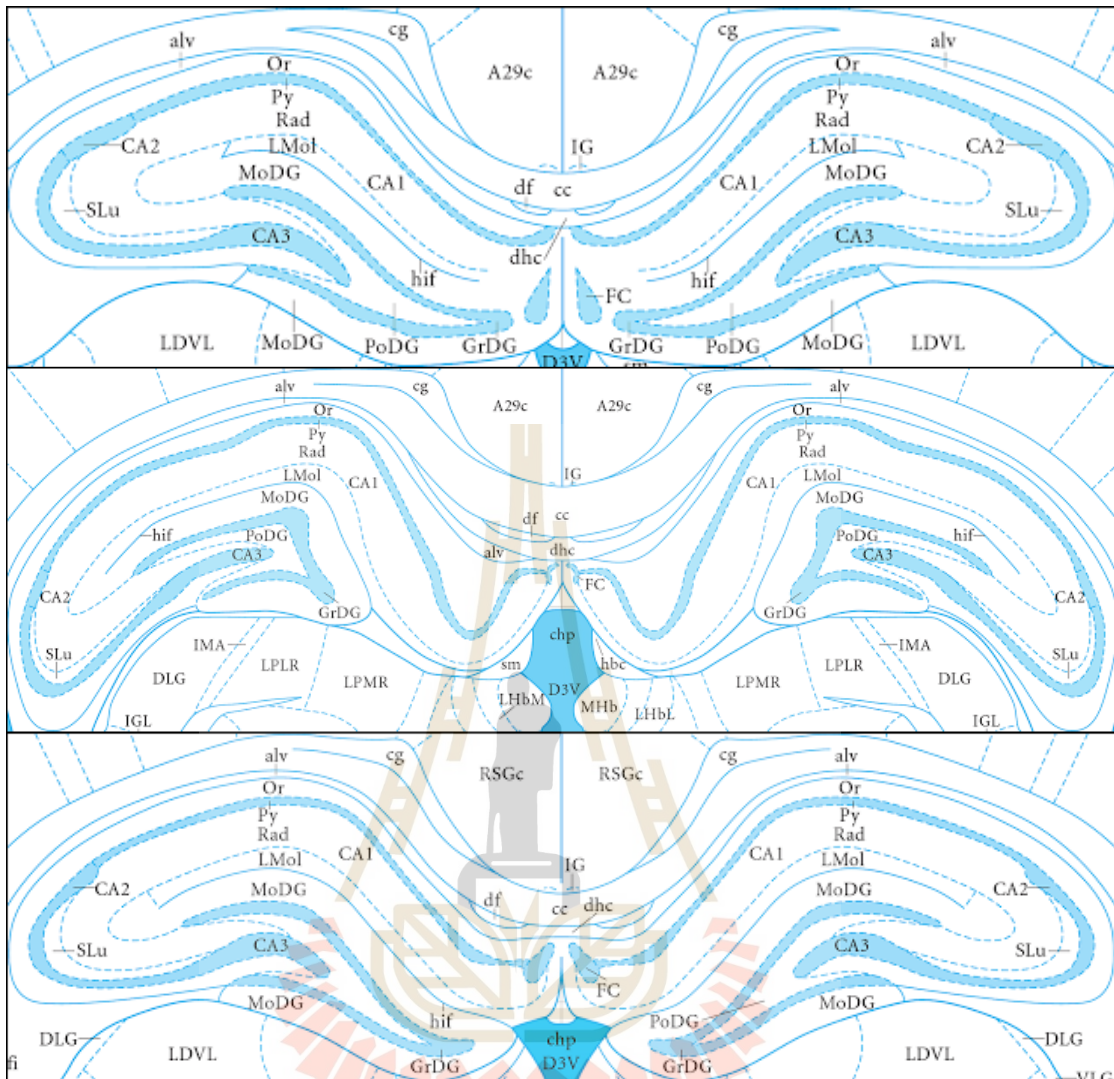 cg cg
alv alv
A29c A29c
Or Or
Py Py
Rad Rad
CA2 LMol IG LMol CA2
MoDG MoDG
CA1 df cc CA1
SLu SLu
CA3 CA3
dhc
hif hif
FC
LDVL MoDG PoDG GrDG GrDG PoDG MoDG LDVL
D3V
alv cg cg alv
A29c A29c
Or Or
Py Py
Rad Rad
LMol CA1 IG CA1 LMol
MoDG MoDG
df cc
hif PoDG PoDG hif
CA3 alv dhc CA3
FC
CA2 CA2
GrDG GrDG
chp
IMA IMA
SLu LPLR sm hbc LPLR SLu
DLG LPMR LPMR DLG
D3V
LHbM MHb
LHbL
IGL IGL
alv cg cg alv
RSGc RSGc
Or Or
Py Py
Rad Rad
CA1 CA1
LMol IG LMol
CA2 MoDG MoDG CA2
df cc dhc
SLu CA3 CA3 SLu
FC
MoDG MoDG
hif PoDG
DLG chp DLG
LDVL LDVL
fi GrDG D3V GrDG
VLG